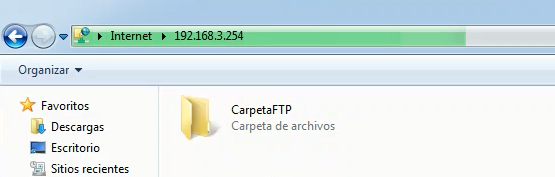 Internet 192.168.3.254
Organizar
Favoritos
Descargas
Escritorio
Sitios recientes
CarpetaFTP
Carpeta de archivos